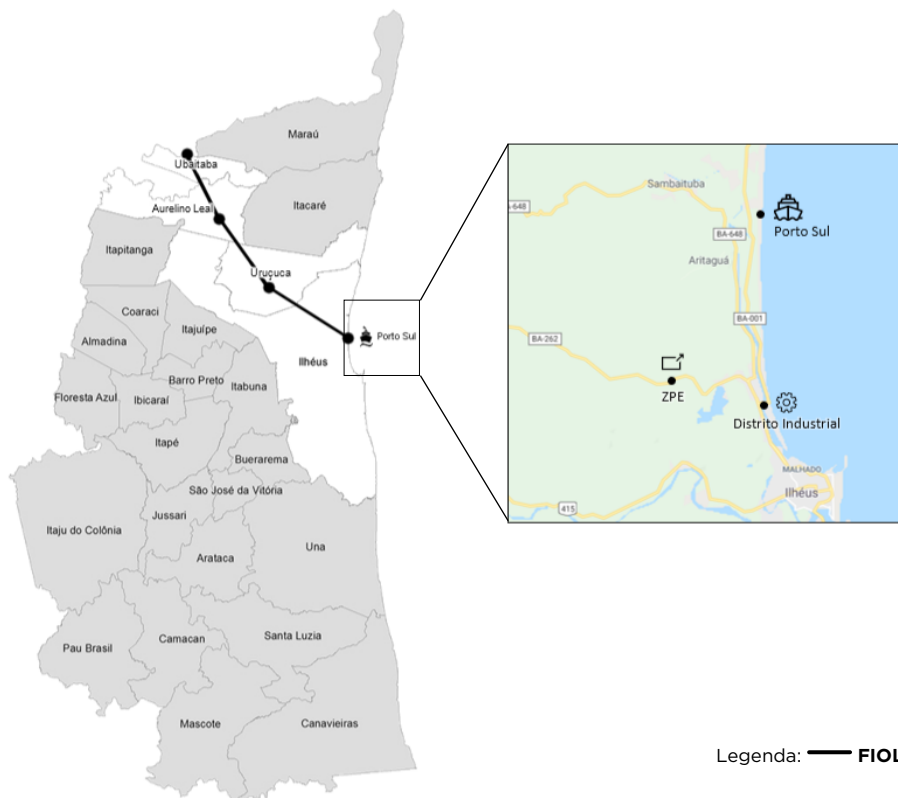 Maraú
Ubaitaba
Itacaré
Aurelino Leal
Itapitanga
Uruçuca
Coaraci
Itajuípe
Almadina
Porto Sul
Ilhéus
Barro Preto
Itabuna
Floresta Azul
Ibicaraí
Itapé
Buerarema
São José da Vitória
Jussari
Itaju do Colônia
Una
Arataca
Santa Luzia
Camacan
Pau Brasil
Mascote
Canavieiras
Sambaituba
-648
BA-648
Porto Sul
Aritaguá
BA-001
BA-262
ZPE
Distrito Industrial
MALHADO
Ilhéus
415
Legenda: FIOL